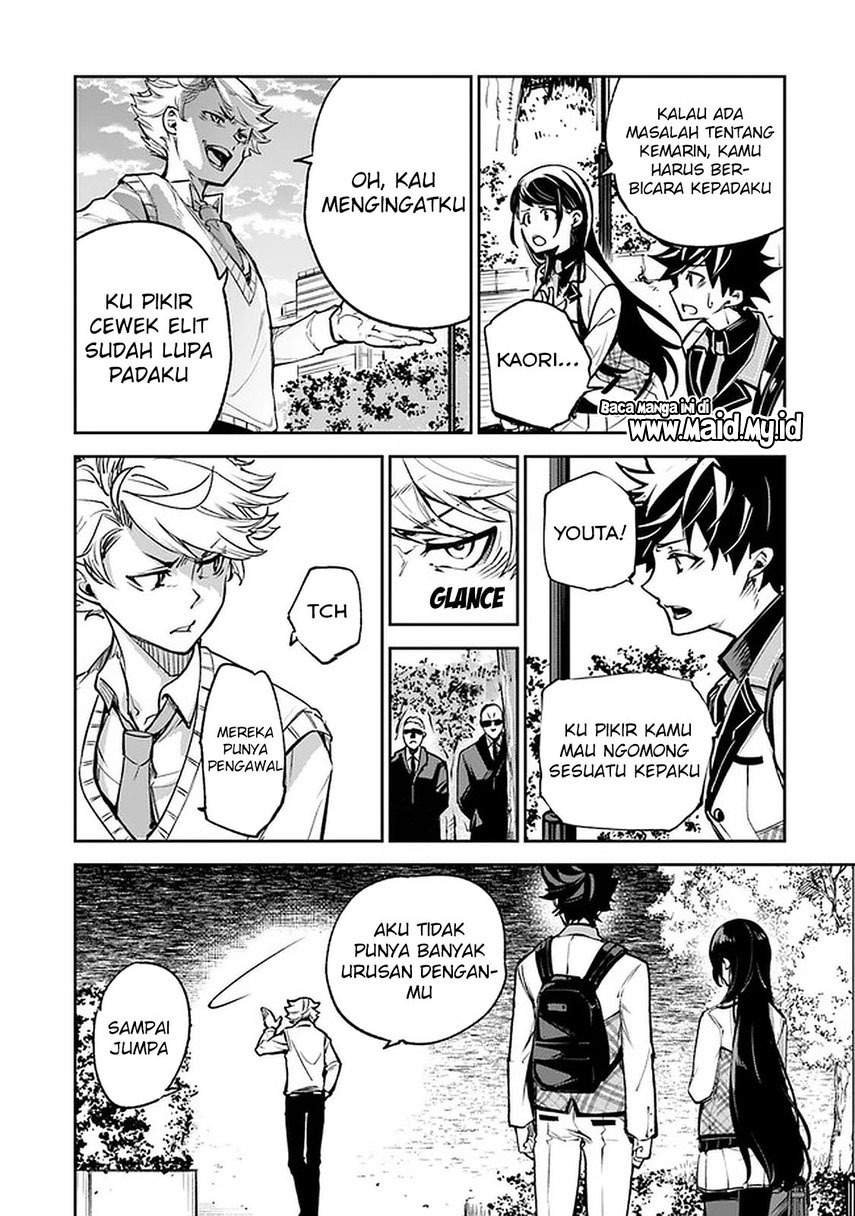 KALAU ADA
MASALAH TENTANG
KEMARIN, KAMU
HARUS BER-
BICARA KEPADAKU
KAORI...
Baca Manga ini di
www.Maid.My.id
OH, KAU
MENGINGATKU
KU PIKIR
CEWEK ELIT
SUDAH LUPA
PADAKU
YOUTA!
KU PIKIR KAMU
MAU NGOMONG
SESUATU KEPAKU
GLANCE
TCH
MEREKA
PUNYA
PENGAWAL
AKU TIDAK
PUNYA BANYAK
URUSAN DENGAN-
MU
SAMPAI
JUMPA